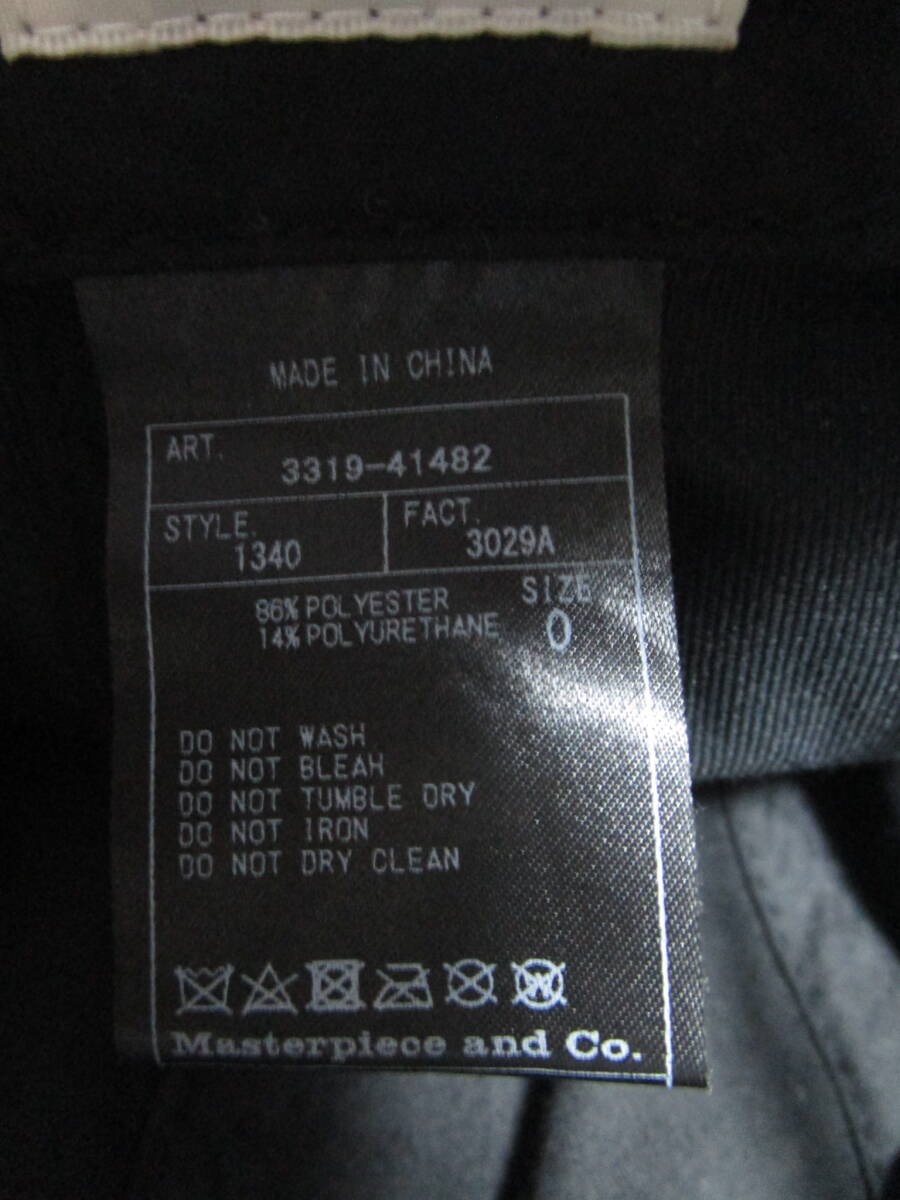 MADE IN CHINA
ART.
3319-41482
STYLE.
1340
FACT.
3029A
86% POLYESTER
14% POLYURETHANE
SIZE
0
DO NOT WASH
DO NOT BLEAH
DO NOT TUMBLE DRY
DO NOT IRON
DO NOT DRY CLEAN
W
Masterpiece and Co.